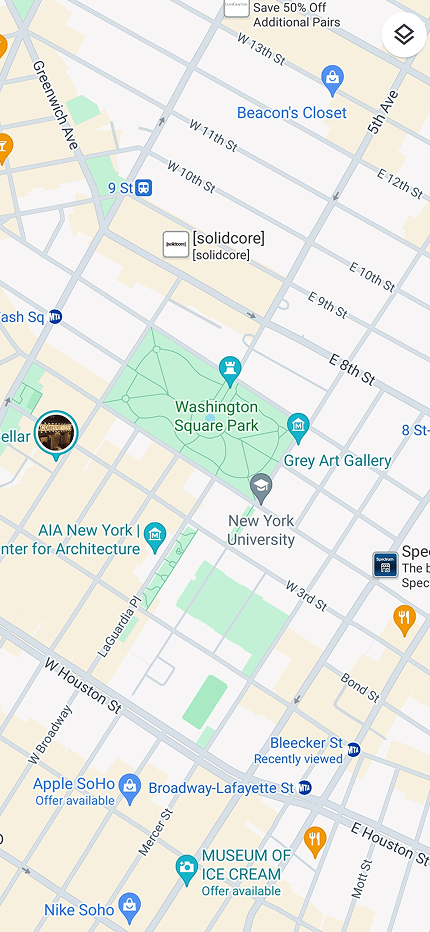 Save 50% Off
Additional Pairs
W 13th St
Beacon's Closet
Greenwich Ave
5th Ave
W 11th St
W 10th St
E 12th St
9 St
[solidcore]
[solidcore]
E 10th St
E 9th St
ash Sq
MTA
E 8th St
Washington
Square Park
ellar
8 St-
Grey Art Gallery
New York
University
AIA New York |
nter for Architecture
Spectrum
Spec
The b
Spec
W 3rd St
LaGuardia Pl
W Houston St
Bond St
W Broadway
Bleecker St
MTA
Recently viewed
Apple SoHo
Offer available
Broadway-Lafayette St
MTA
Mercer St
E Houston St
MUSEUM OF
ICE CREAM
Offer available
Mott St
Nike Soho